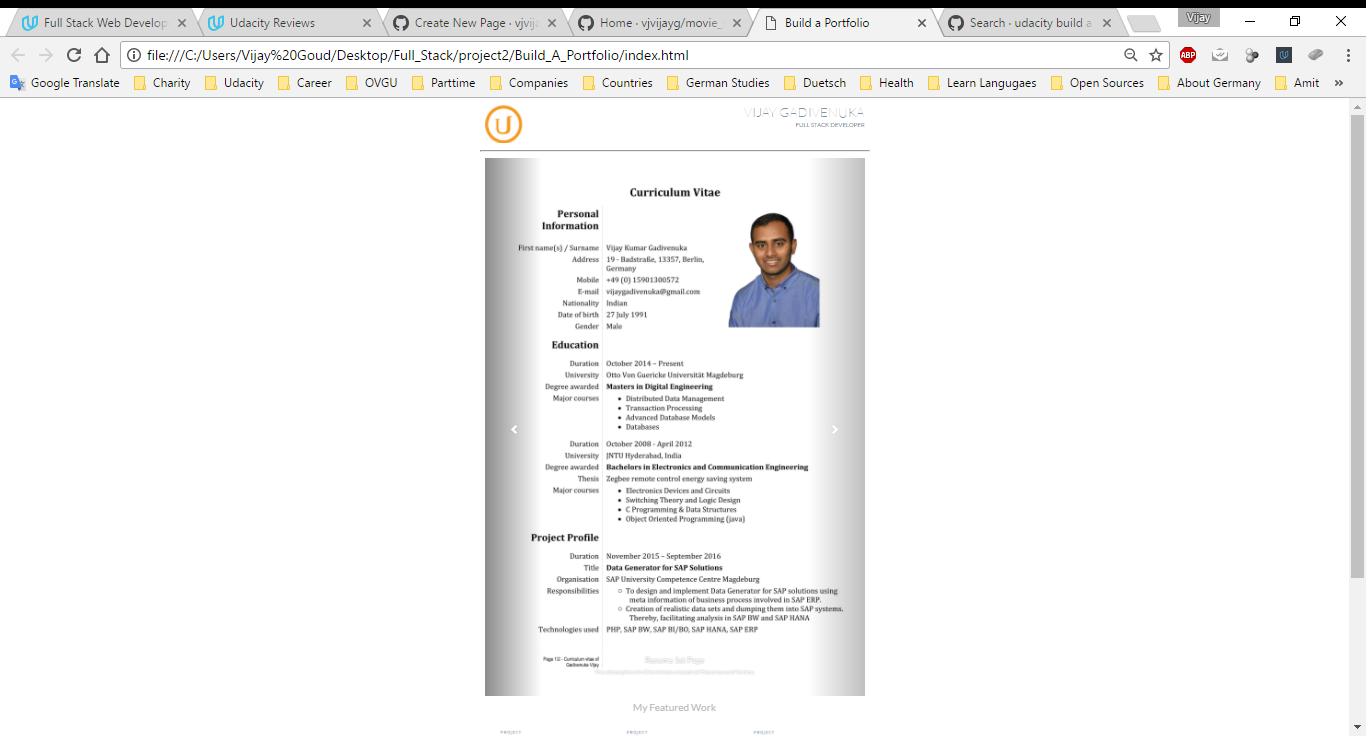 Full Stack Web Develop
Udacity Reviews
Create New Page · vjvij
Home · vjvijayg/movie_
Build a Portfolio
Search · udacity build a
Vijay
file:///C:/Users/Vijay%20Goud/Desktop/Full_Stack/project2/Build_A_Portfolio/index.html
ABP
Google Translate
Charity
Udacity
Career
OVGU
Parttime
Companies
Countries
German Studies
Duetsch
Health
Learn Langugaes
Open Sources
About Germany
Amit
»
VIJAY GADIVENUKA
FULL STACK DEVELOPER
Curriculum Vitae
Personal
Information
First name(s) / Surname Vijay Kumar Gadivenuka
Address 19 - Badstraße, 13357, Berlin,
Germany
Mobile +49 (0) 15901300572
E-mail vijaygadivenuka@gmail.com
Nationality Indian
Date of birth 27 July 1991
Gender Male
Education
Duration October 2014 – Present
University Otto Von Guericke Universität Magdeburg
Degree awarded Masters in Digital Engineering
Major courses • Distributed Data Management
• Transaction Processing
• Advanced Database Models
• Databases
Duration October 2008 - April 2012
University JNTU Hyderabad, India
Degree awarded Bachelors in Electronics and Communication Engineering
Thesis Zegbee remote control energy saving system
Major courses • Electronics Devices and Circuits
• Switching Theory and Logic Design
• C Programming & Data Structures
• Object Oriented Programming (java)
Project Profile
Duration November 2015 – September 2016
Title Data Generator for SAP Solutions
Organisation SAP University Competence Centre Magdeburg
Responsibilities ○ To design and implement Data Generator for SAP solutions using
meta information of business process involved in SAP ERP.
○ Creation of realistic data sets and dumping them into SAP systems.
Thereby, facilitating analysis in SAP BW and SAP HANA
Technologies used PHP, SAP BW, SAP BI/BO, SAP HANA, SAP ERP
Page 1/2 - Curriculum vitae of
Gadivenuka Vijay
Resume 1st Page
My Featured Work
PROJECT
PROJECT
PROJECT